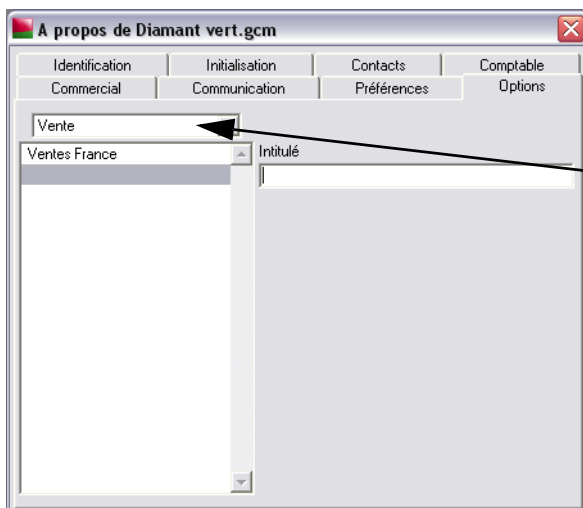 A propos de Diamant vert.gcm
Identification Initialisation Contacts Comptable
Commercial Communication Préférences Options
Vente
Ventes France
Intitulé